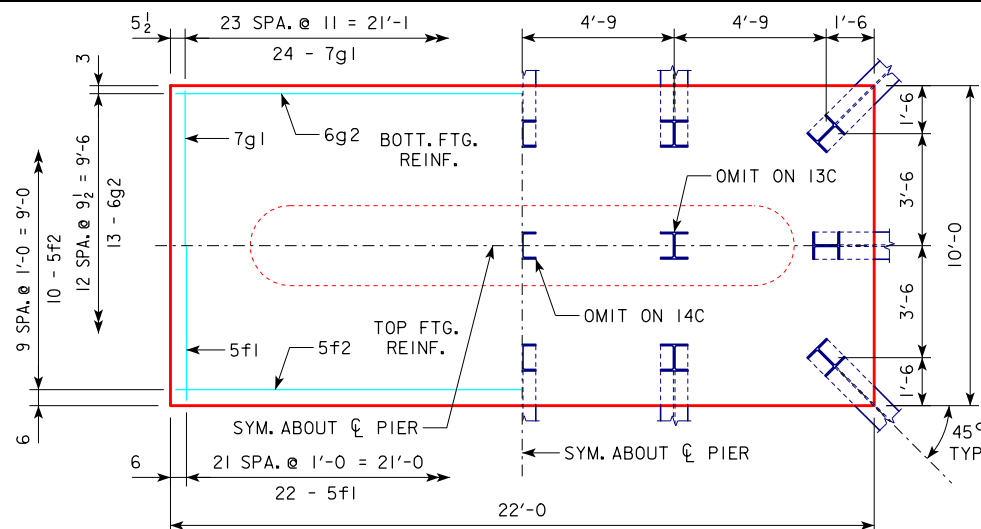 5½
23 SPA. @ 11 = 21'-1
24 - 7g1
4'-9
4'-9
1'-6
3
7g1
6g2
BOTT. FTG.
REINF.
1'-6
OMIT ON 13C
3'-6
10'-0
12 SPA. @ 9½ = 9'-6
13 - 6g2
9 SPA. @ 1'-0 = 9'-0
10 - 5f2
OMIT ON 14C
TOP FTG.
REINF.
3'-6
5f1
5f2
1'-6
6
SYM. ABOUT ℄ PIER
SYM. ABOUT ℄ PIER
45°
TYP
6
21 SPA. @ 1'-0 = 21'-0
22 - 5f1
22'-0